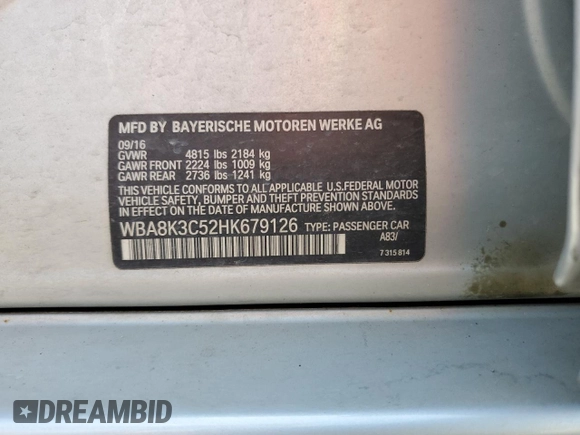 MFD BY BAYERISCHE MOTOREN WERKE AG
09/16
GVWR 4815 lbs 2184 kg
GAWR FRONT 2224 lbs 1009 kg
GAWR REAR 2736 lbs 1241 kg
THIS VEHICLE CONFORMS TO ALL APPLICABLE U.S.FEDERAL MOTOR
VEHICLE SAFETY, BUMPER AND THEFT PREVENTION STANDARDS
IN EFFECT ON THE DATE OF MANUFACTURE SHOWN ABOVE.
WBA8K3C52HK679126 TYPE: PASSENGER CAR
A83/
7 315 814
DREAMBID